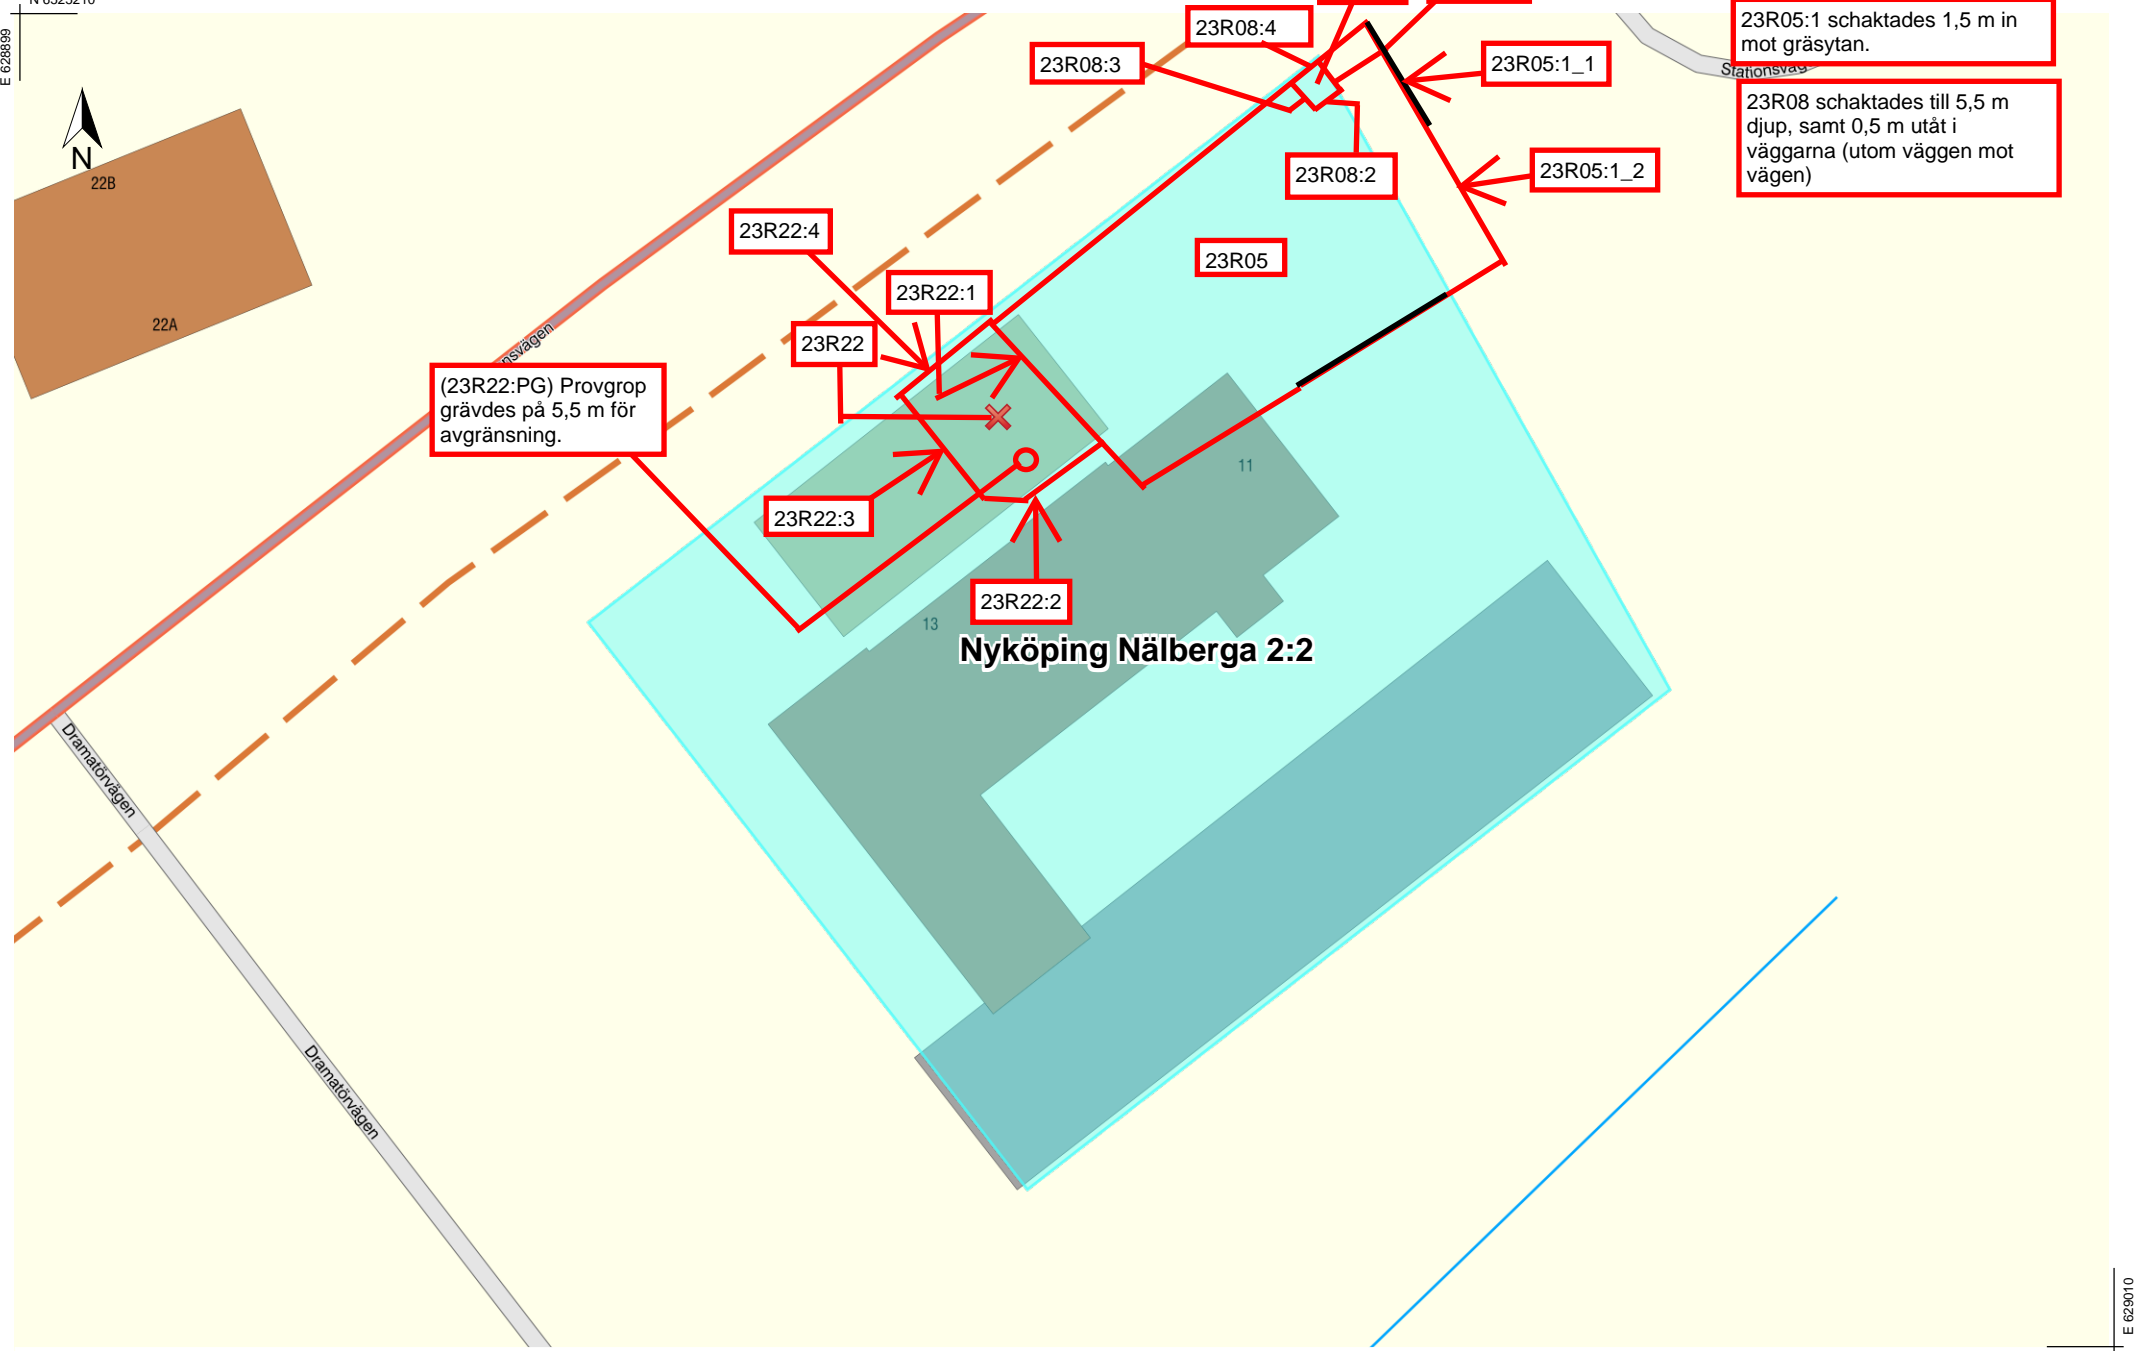 N 6525210
E 628899
23R08:4
23R08:3
23R05:1 schaktades 1,5 m in
mot gräsytan.
23R05:1_1
Stationsväg
23R08 schaktades till 5,5 m
djup, samt 0,5 m utåt i
väggarna (utom väggen mot
vägen)
N
22B
23R08:2
23R05:1_2
23R22:4
23R05
23R22:1
22A
23R22
nsvägen
(23R22:PG) Provgrop
grävdes på 5,5 m för
avgränsning.
11
23R22:3
23R22:2
13
Nyköping Nälberga 2:2
Dramatörvägen
Dramatörvägen
E 629010